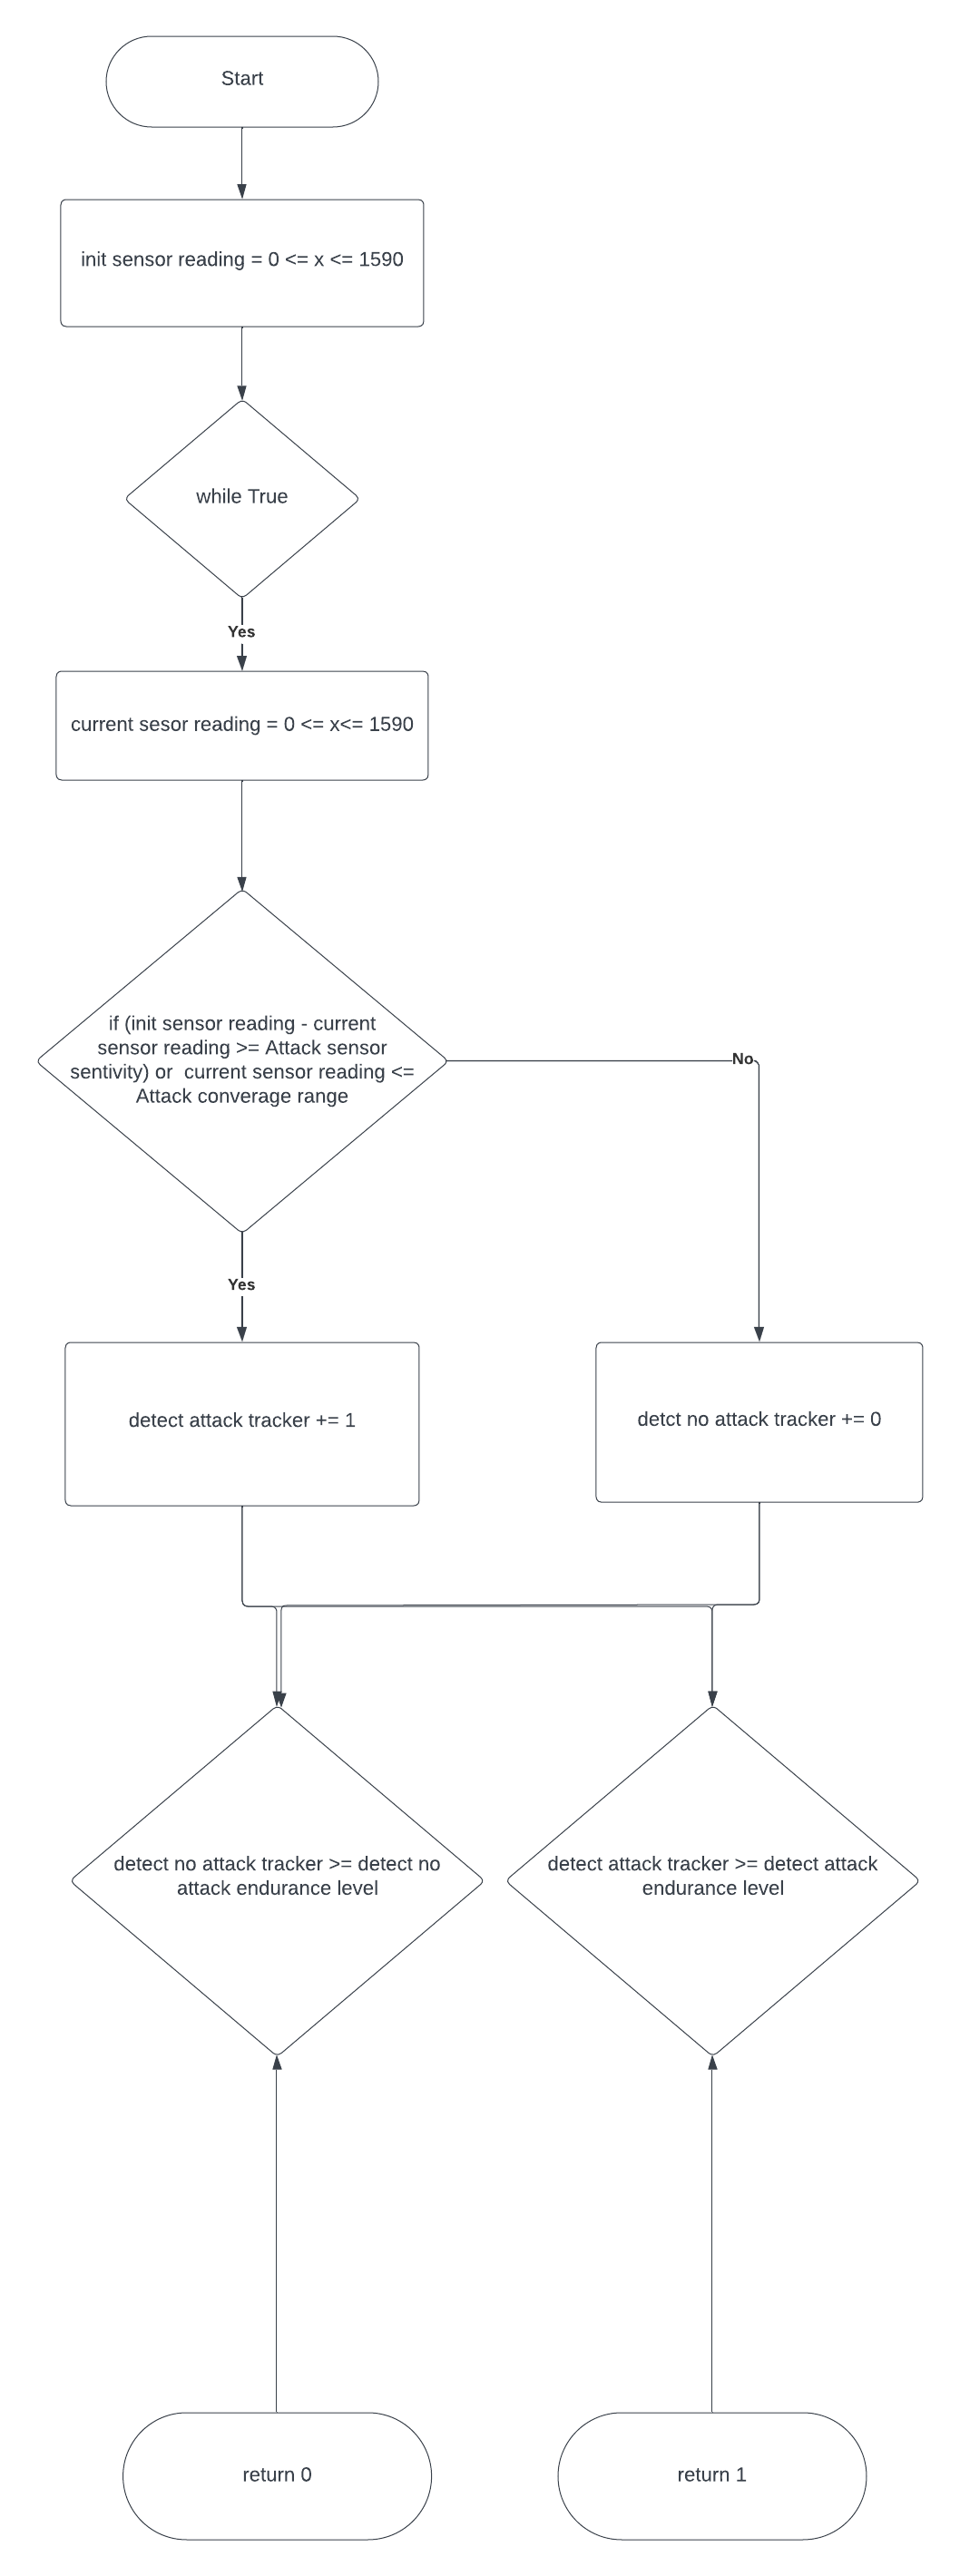 Start
init sensor reading = 0 <= x <= 1590
while True
Yes
current sesor reading = 0 <= x<= 1590
if (init sensor reading - current
sensor reading >= Attack sensor
sentivity) or  current sensor reading <=
Attack converage range
No
Yes
detect attack tracker += 1
detct no attack tracker += 0
detect no attack tracker >= detect no
attack endurance level
detect attack tracker >= detect attack
endurance level
return 0
return 1